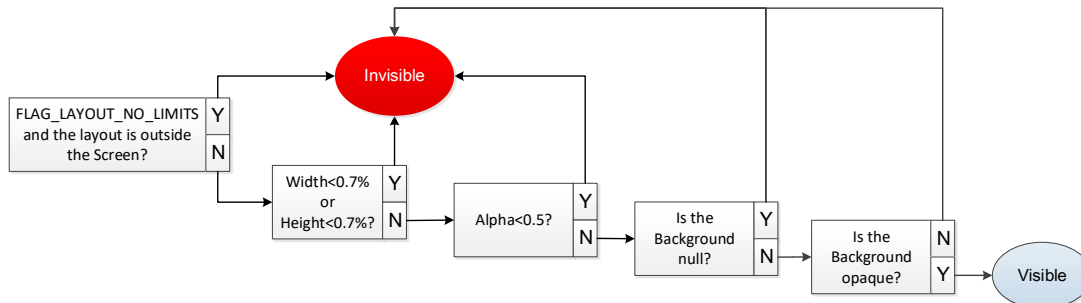 Invisible
FLAG_LAYOUT_NO_LIMITS
and the layout is outside
the Screen?
Y
N
Width<0.7%
or
Height<0.7%?
Y
N
Alpha<0.5?
Y
N
Is the
Background
null?
Y
N
Is the
Background
opaque?
N
Y
Visible